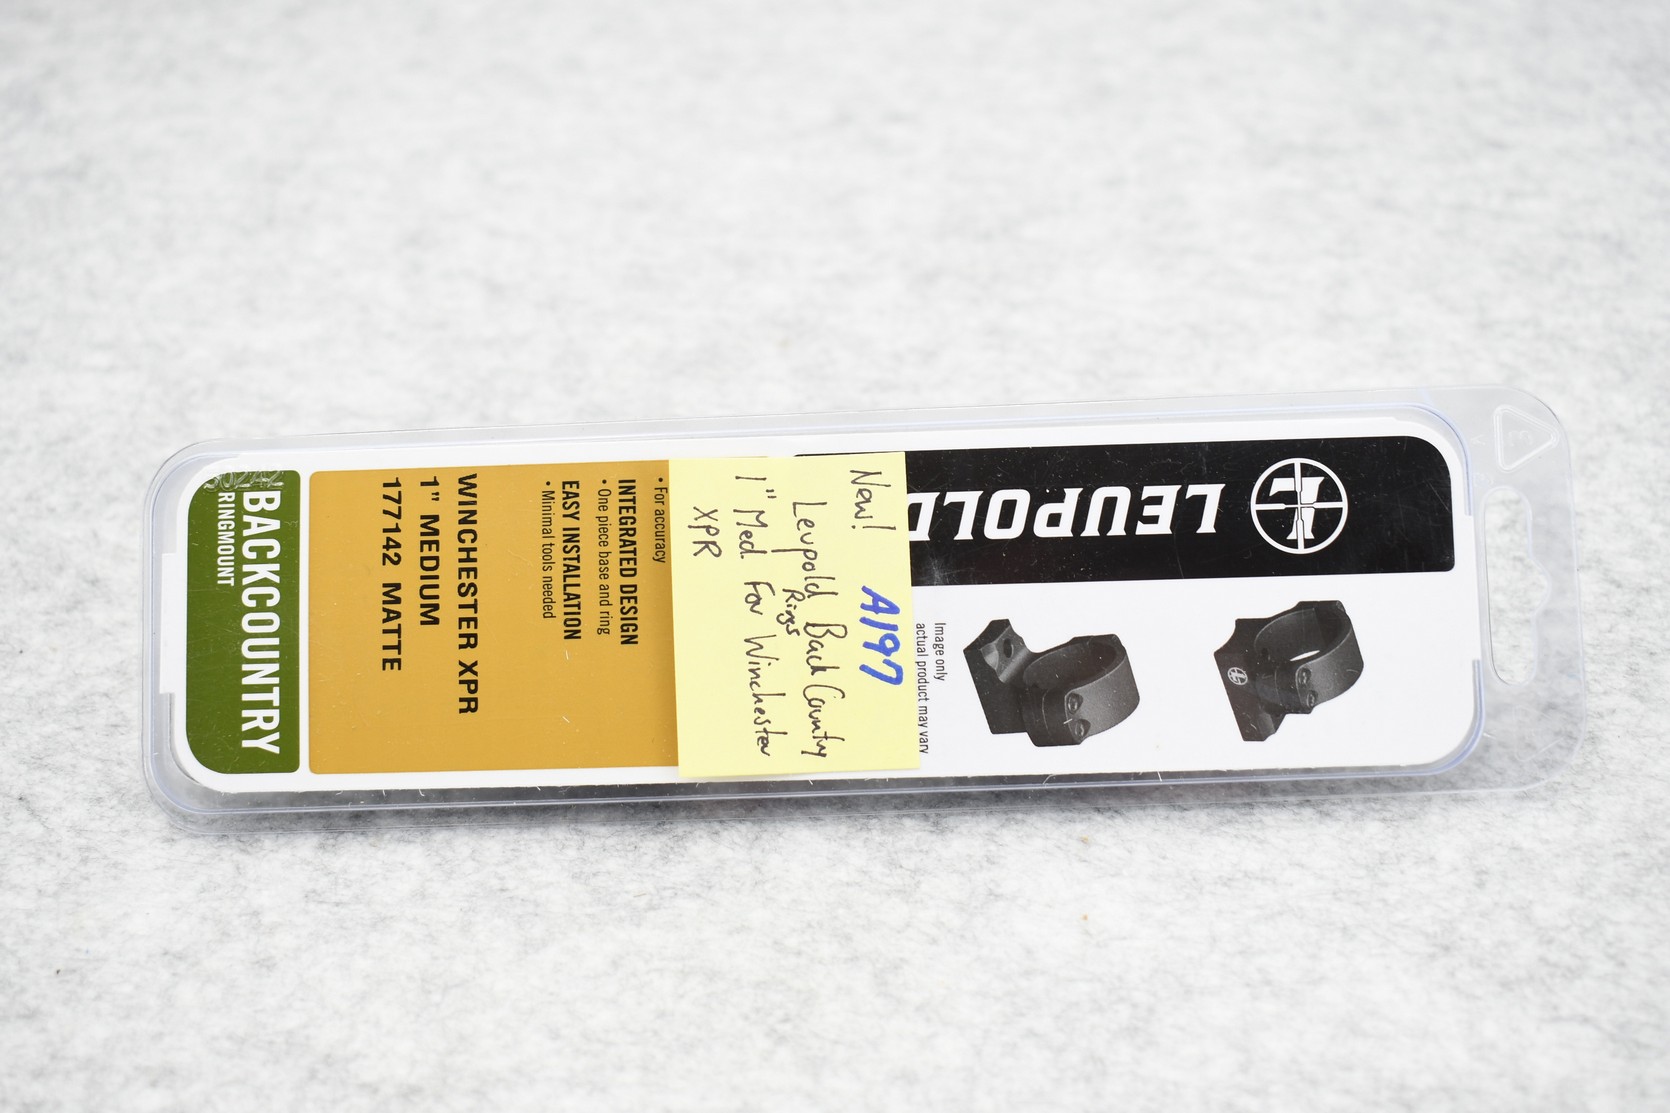 LEUPOLD
Image only
actual product may vary
New!
A197
Leupold Back Country
Rings
1" Med For Winchester
XPR
• For accuracy
INTEGRATED DESIGN
• One piece base and ring
EASY INSTALLATION
• Minimal tools needed
WINCHESTER XPR
1" MEDIUM
177142 MATTE
BACKCOUNTRY
RINGMOUNT